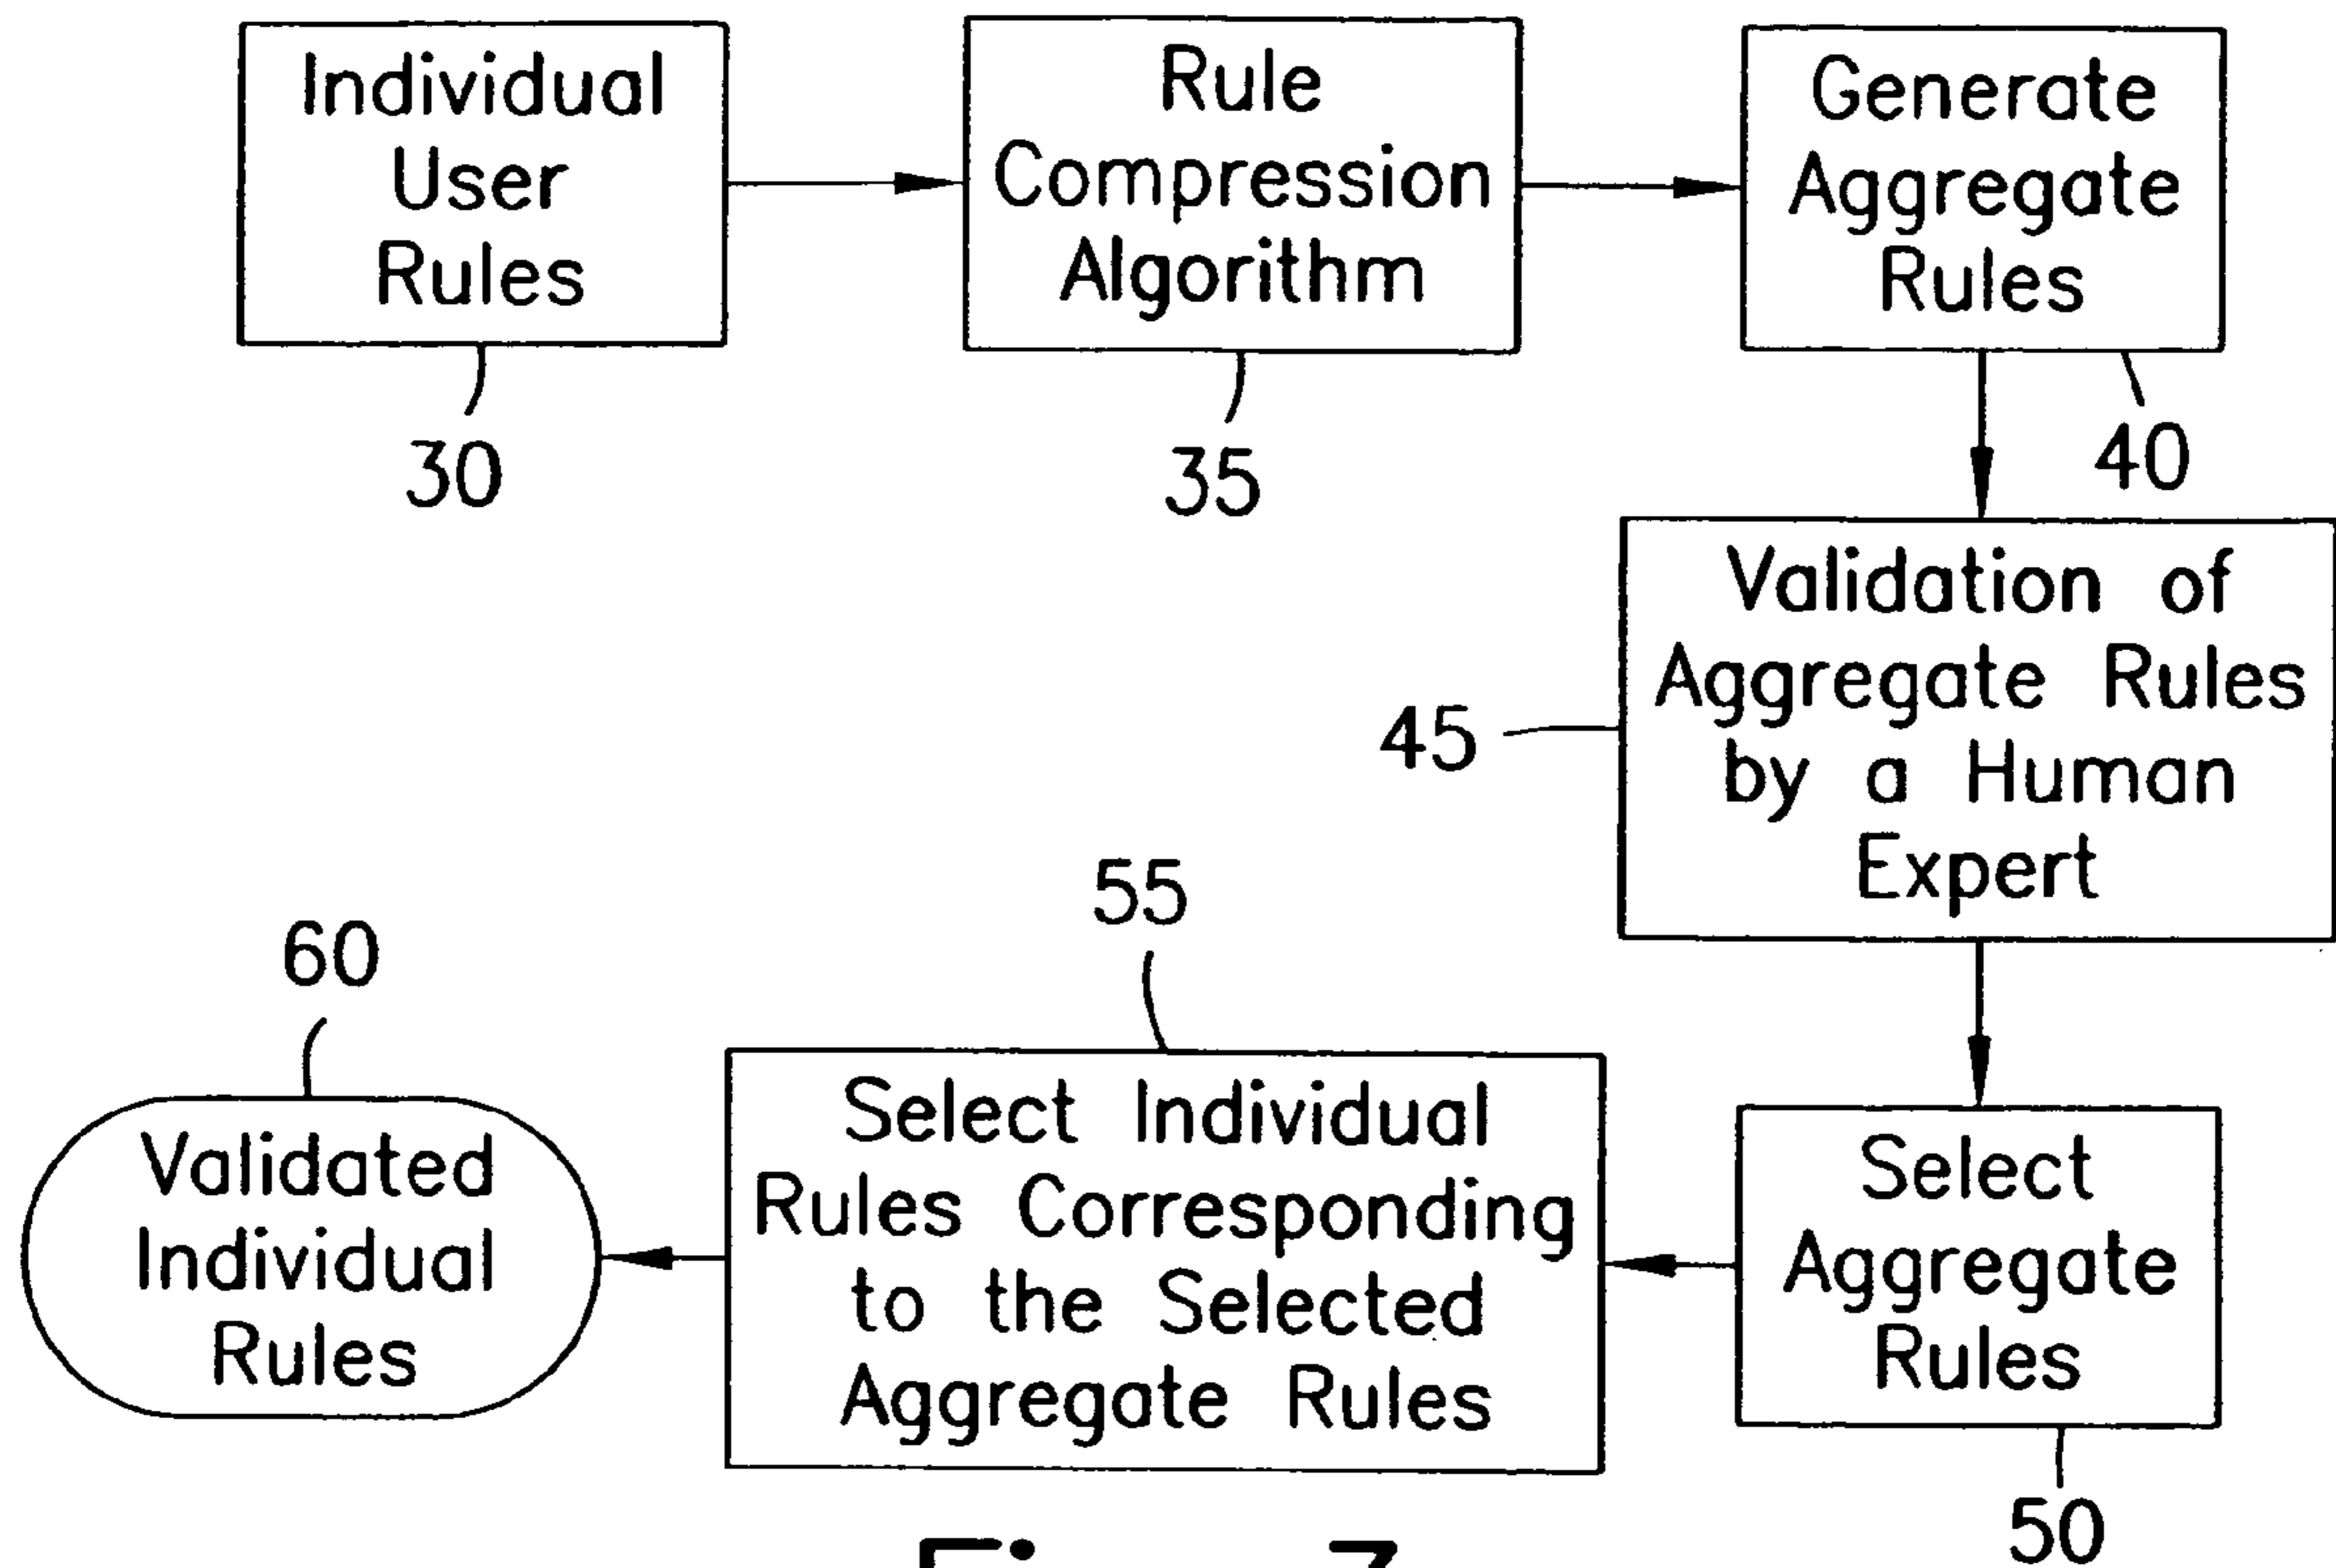 Individual
User
Rules
30
Rule
Compression
Algorithm
35
Generate
Aggregate
Rules
40
Validation of
Aggregate Rules
by a Human
Expert
45
Select
Aggregate
Rules
50
55
Select Individual
Rules Corresponding
to the Selected
Aggregate Rules
60
Validated
Individual
Rules